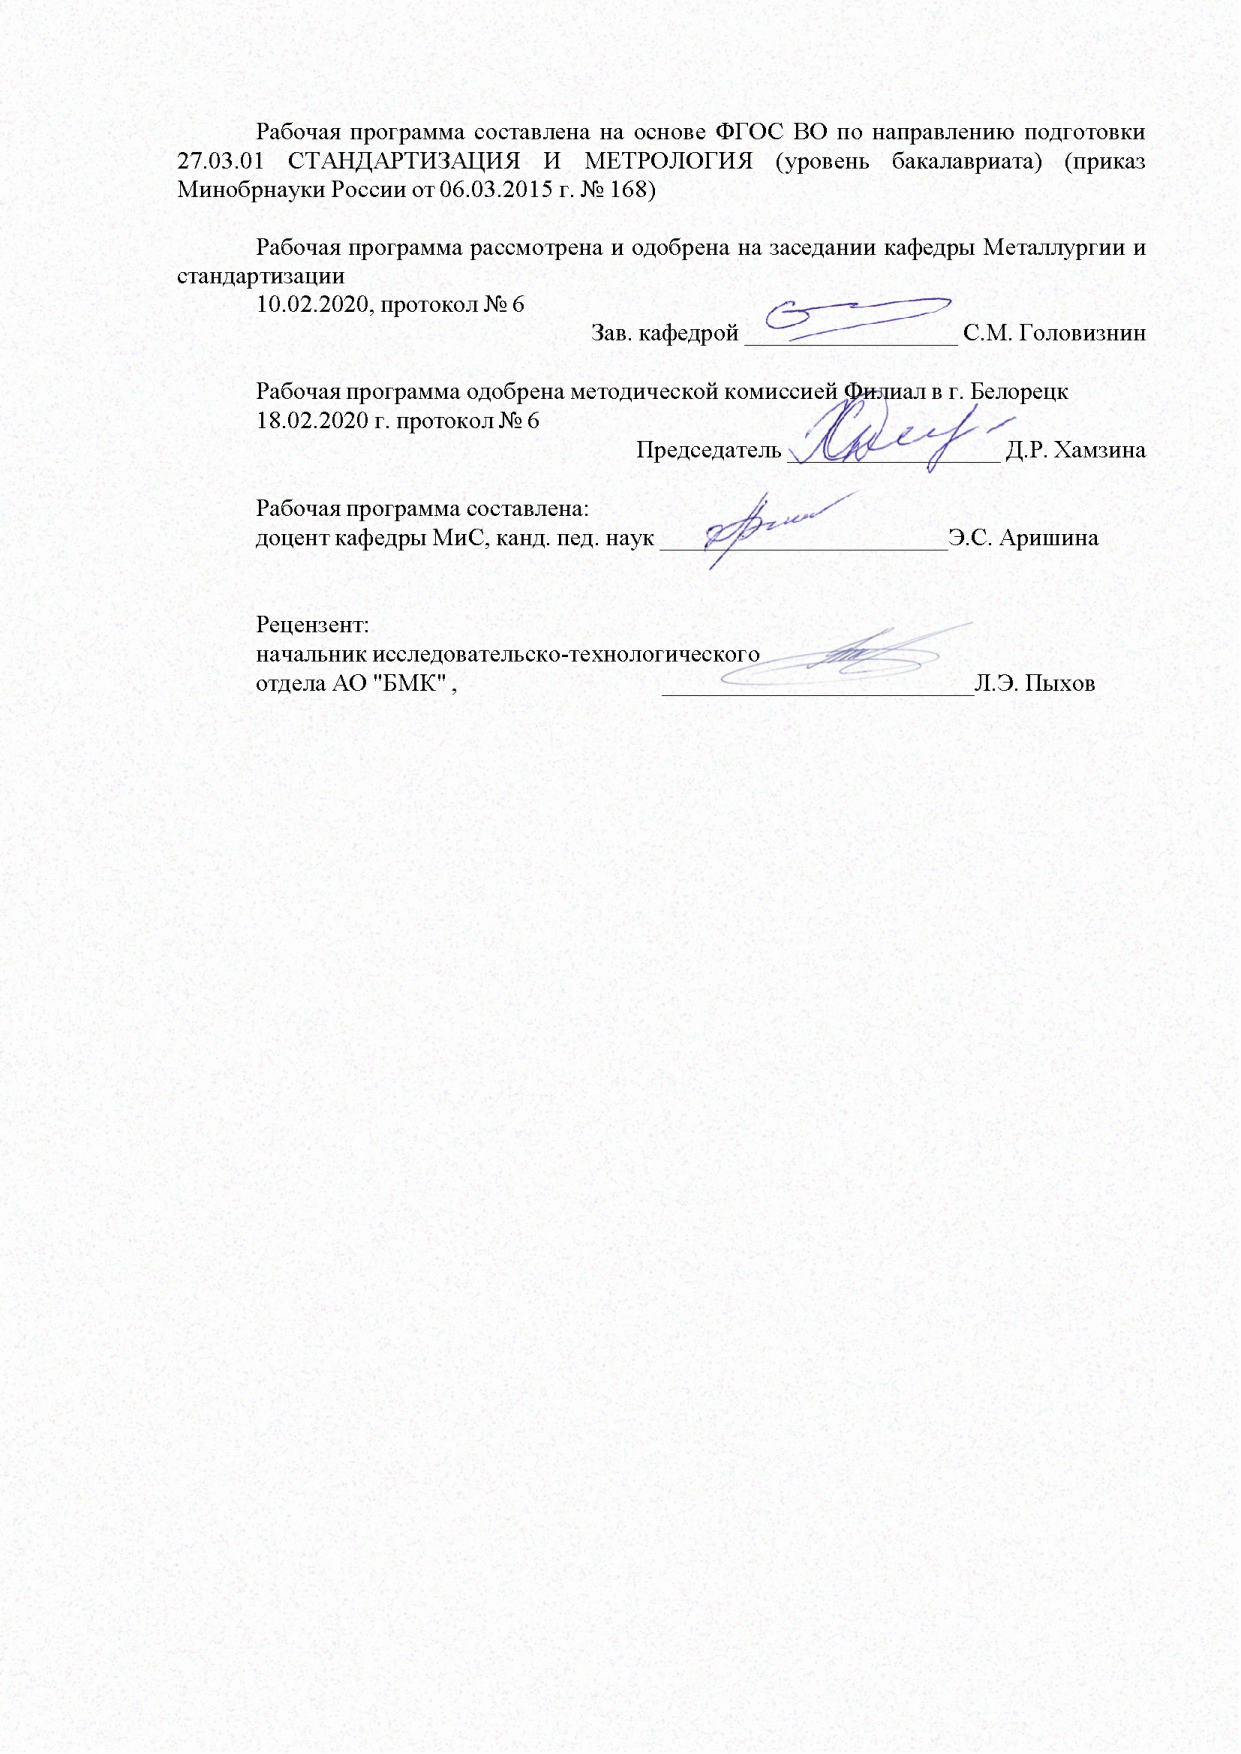 Рабочая программа составлена на основе ФГОС ВО по направлению подготовки
27.03.01 СТАНДАРТИЗАЦИЯ И МЕТРОЛОГИЯ (уровень бакалавриата) (приказ
Минобрнауки России от 06.03.2015 г. № 168)
Рабочая программа рассмотрена и одобрена на заседании кафедры Металлургии и
стандартизации
10.02.2020, протокол № 6
Зав. кафедрой _________________ С.М. Головизнин
Рабочая программа одобрена методической комиссией Филиал в г. Белорецк
18.02.2020 г. протокол № 6
Председатель _________________ Д.Р. Хамзина
Рабочая программа составлена:
доцент кафедры МиС, канд. пед. наук _______________________Э.С. Аришина
Рецензент:
начальник исследовательско-технологического
отдела АО "БМК" , _________________________Л.Э. Пыхов